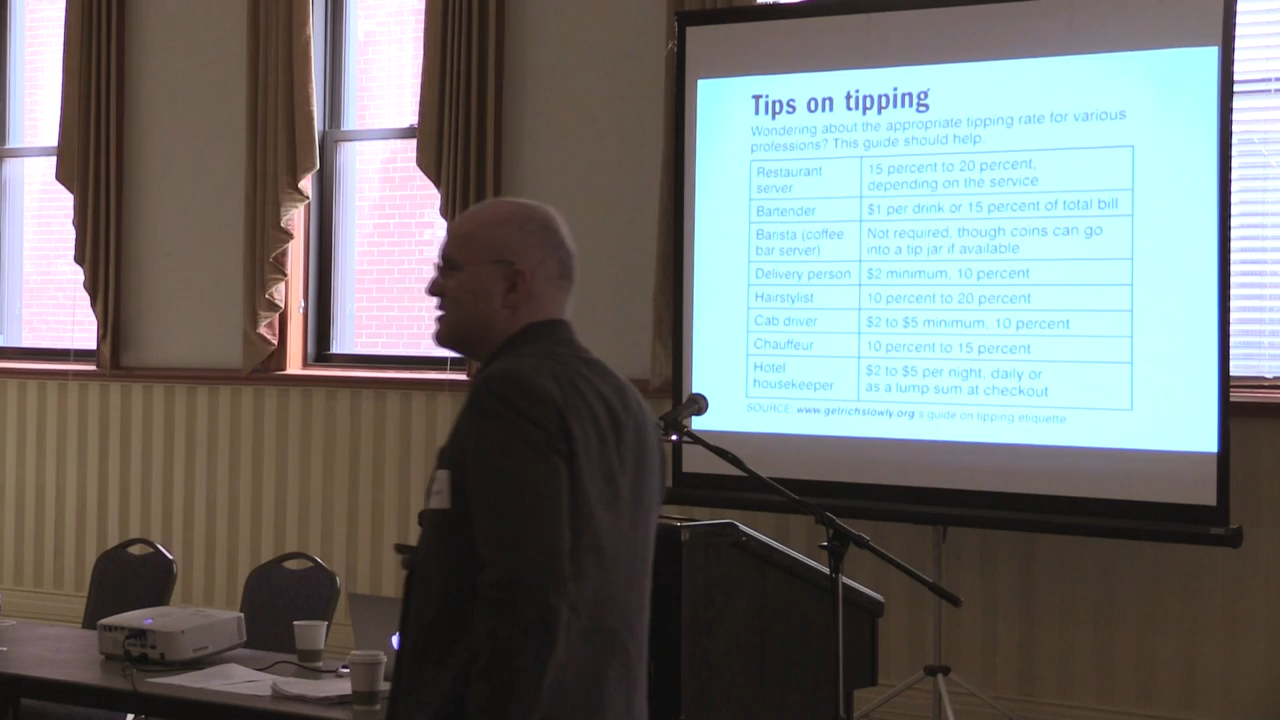 Tips on tipping
Wondering about the appropriate tipping rate for various
professions? This guide should help.
Restaurant
server
15 percent to 20 percent,
depending on the service
Bartender
$1 per drink or 15 percent of total bill
Barista (coffee
bar server)
Not required, though coins can go
into a tip jar if available
Delivery person
$2 minimum, 10 percent
Hairstylist
10 percent to 20 percent
Cab driver
$2 to $5 minimum, 10 percent
Chauffeur
10 percent to 15 percent
Hotel
housekeeper
$2 to $5 per night, daily or
as a lump sum at checkout
SOURCE: www.getrichslowly.org's guide on tipping etiquette